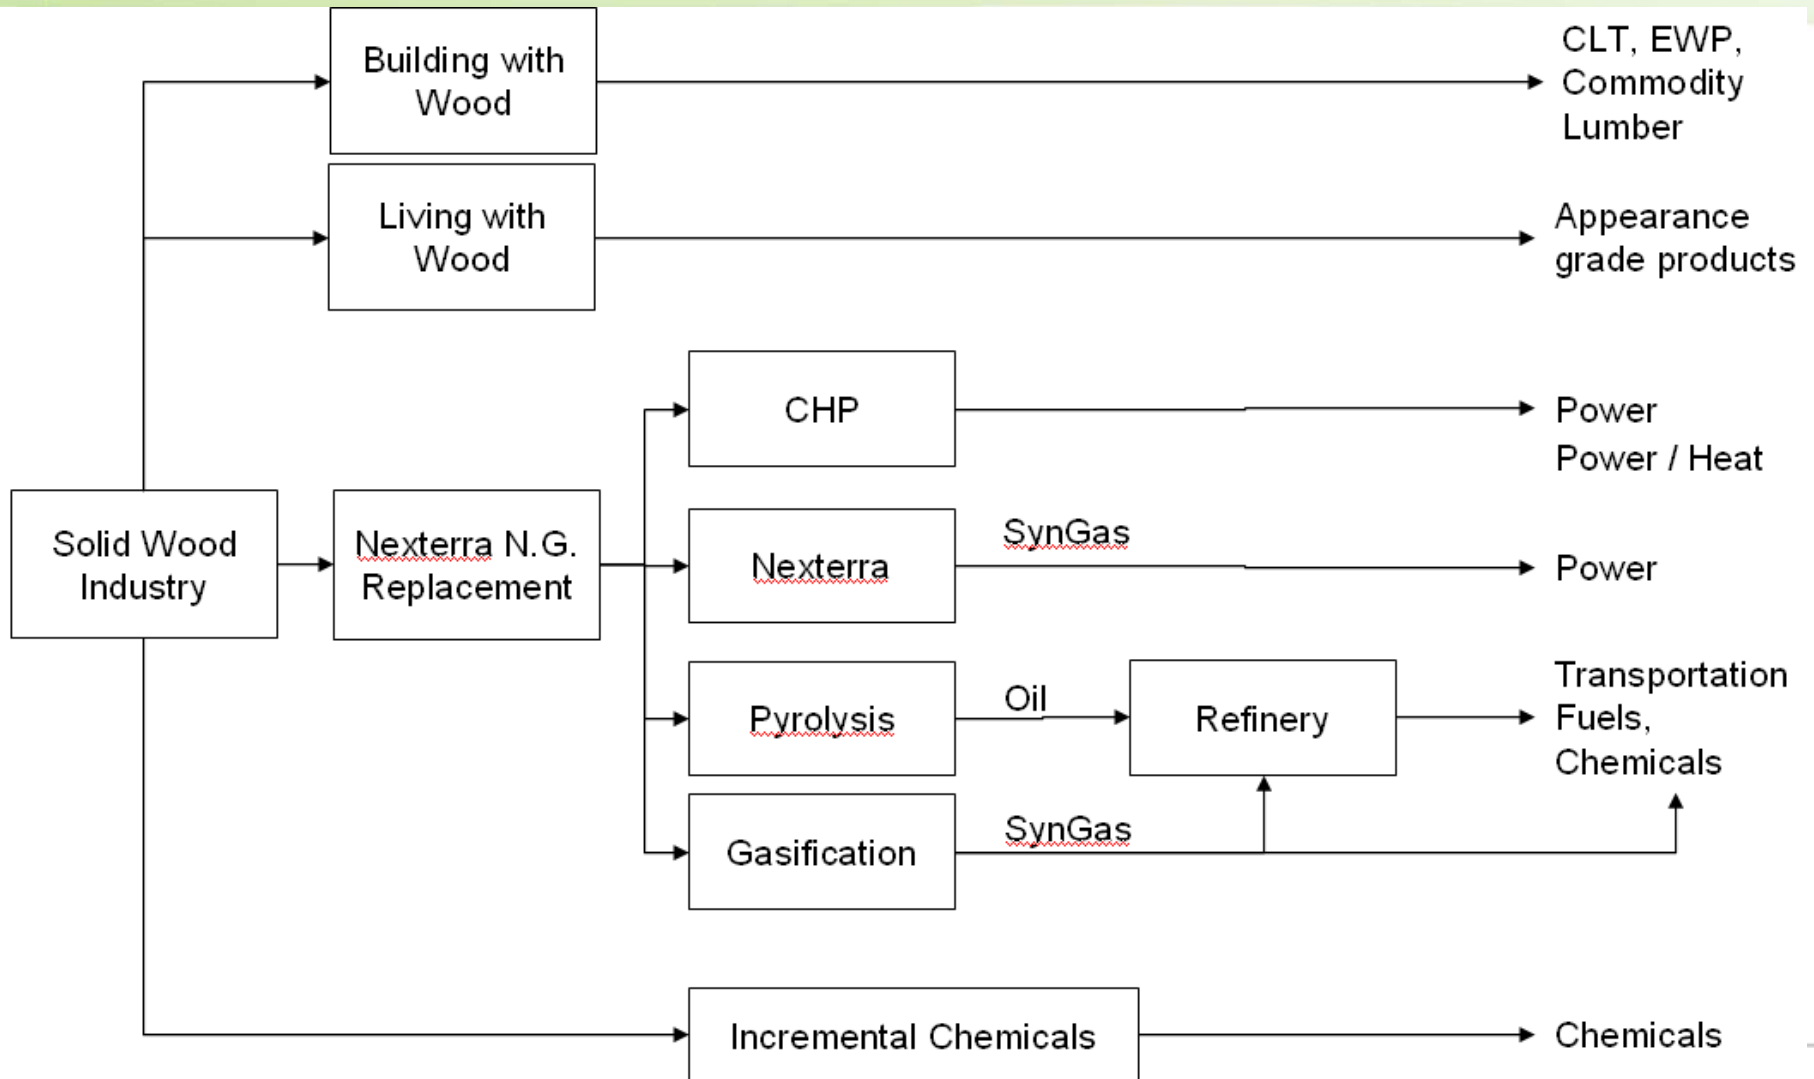 Building with
Wood
CLT, EWP,
Commodity
Lumber
Living with
Wood
Appearance
grade products
CHP
Power
Power / Heat
Solid Wood
Industry
Nexterra N.G.
Replacement
Nexterra
SynGas
Power
Pyrolysis
Oil
Refinery
Transportation
Fuels,
Chemicals
Gasification
SynGas
Incremental Chemicals
Chemicals